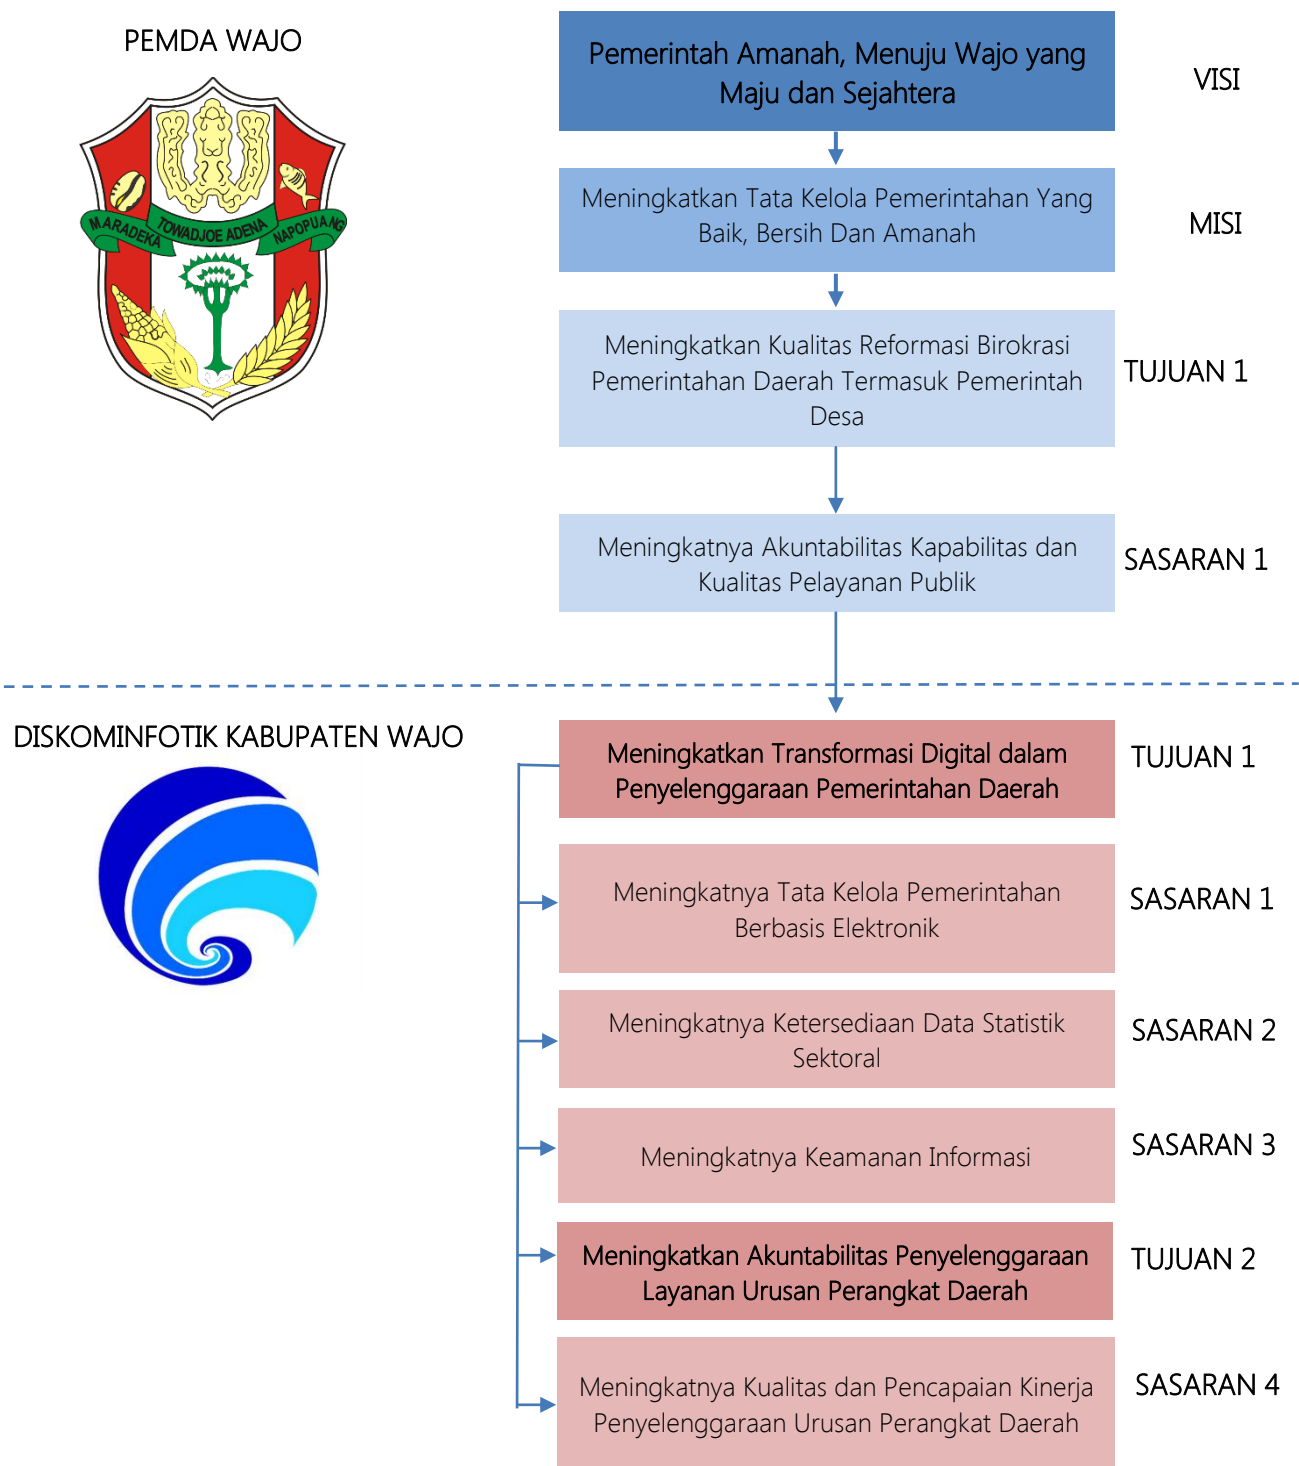 PEMDA WAJO
MARADEKA TOWADJOE ADENA NAPOPUANG
Pemerintah Amanah, Menuju Wajo yang
Maju dan Sejahtera
VISI
Meningkatkan Tata Kelola Pemerintahan Yang
Baik, Bersih Dan Amanah
MISI
Meningkatkan Kualitas Reformasi Birokrasi
Pemerintahan Daerah Termasuk Pemerintah
Desa
TUJUAN 1
Meningkatnya Akuntabilitas Kapabilitas dan
Kualitas Pelayanan Publik
SASARAN 1
DISKOMINFOTIK KABUPATEN WAJO
Meningkatkan Transformasi Digital dalam
Penyelenggaraan Pemerintahan Daerah
TUJUAN 1
Meningkatnya Tata Kelola Pemerintahan
Berbasis Elektronik
SASARAN 1
Meningkatnya Ketersediaan Data Statistik
Sektoral
SASARAN 2
Meningkatnya Keamanan Informasi
SASARAN 3
Meningkatkan Akuntabilitas Penyelenggaraan
Layanan Urusan Perangkat Daerah
TUJUAN 2
Meningkatnya Kualitas dan Pencapaian Kinerja
Penyelenggaraan Urusan Perangkat Daerah
SASARAN 4